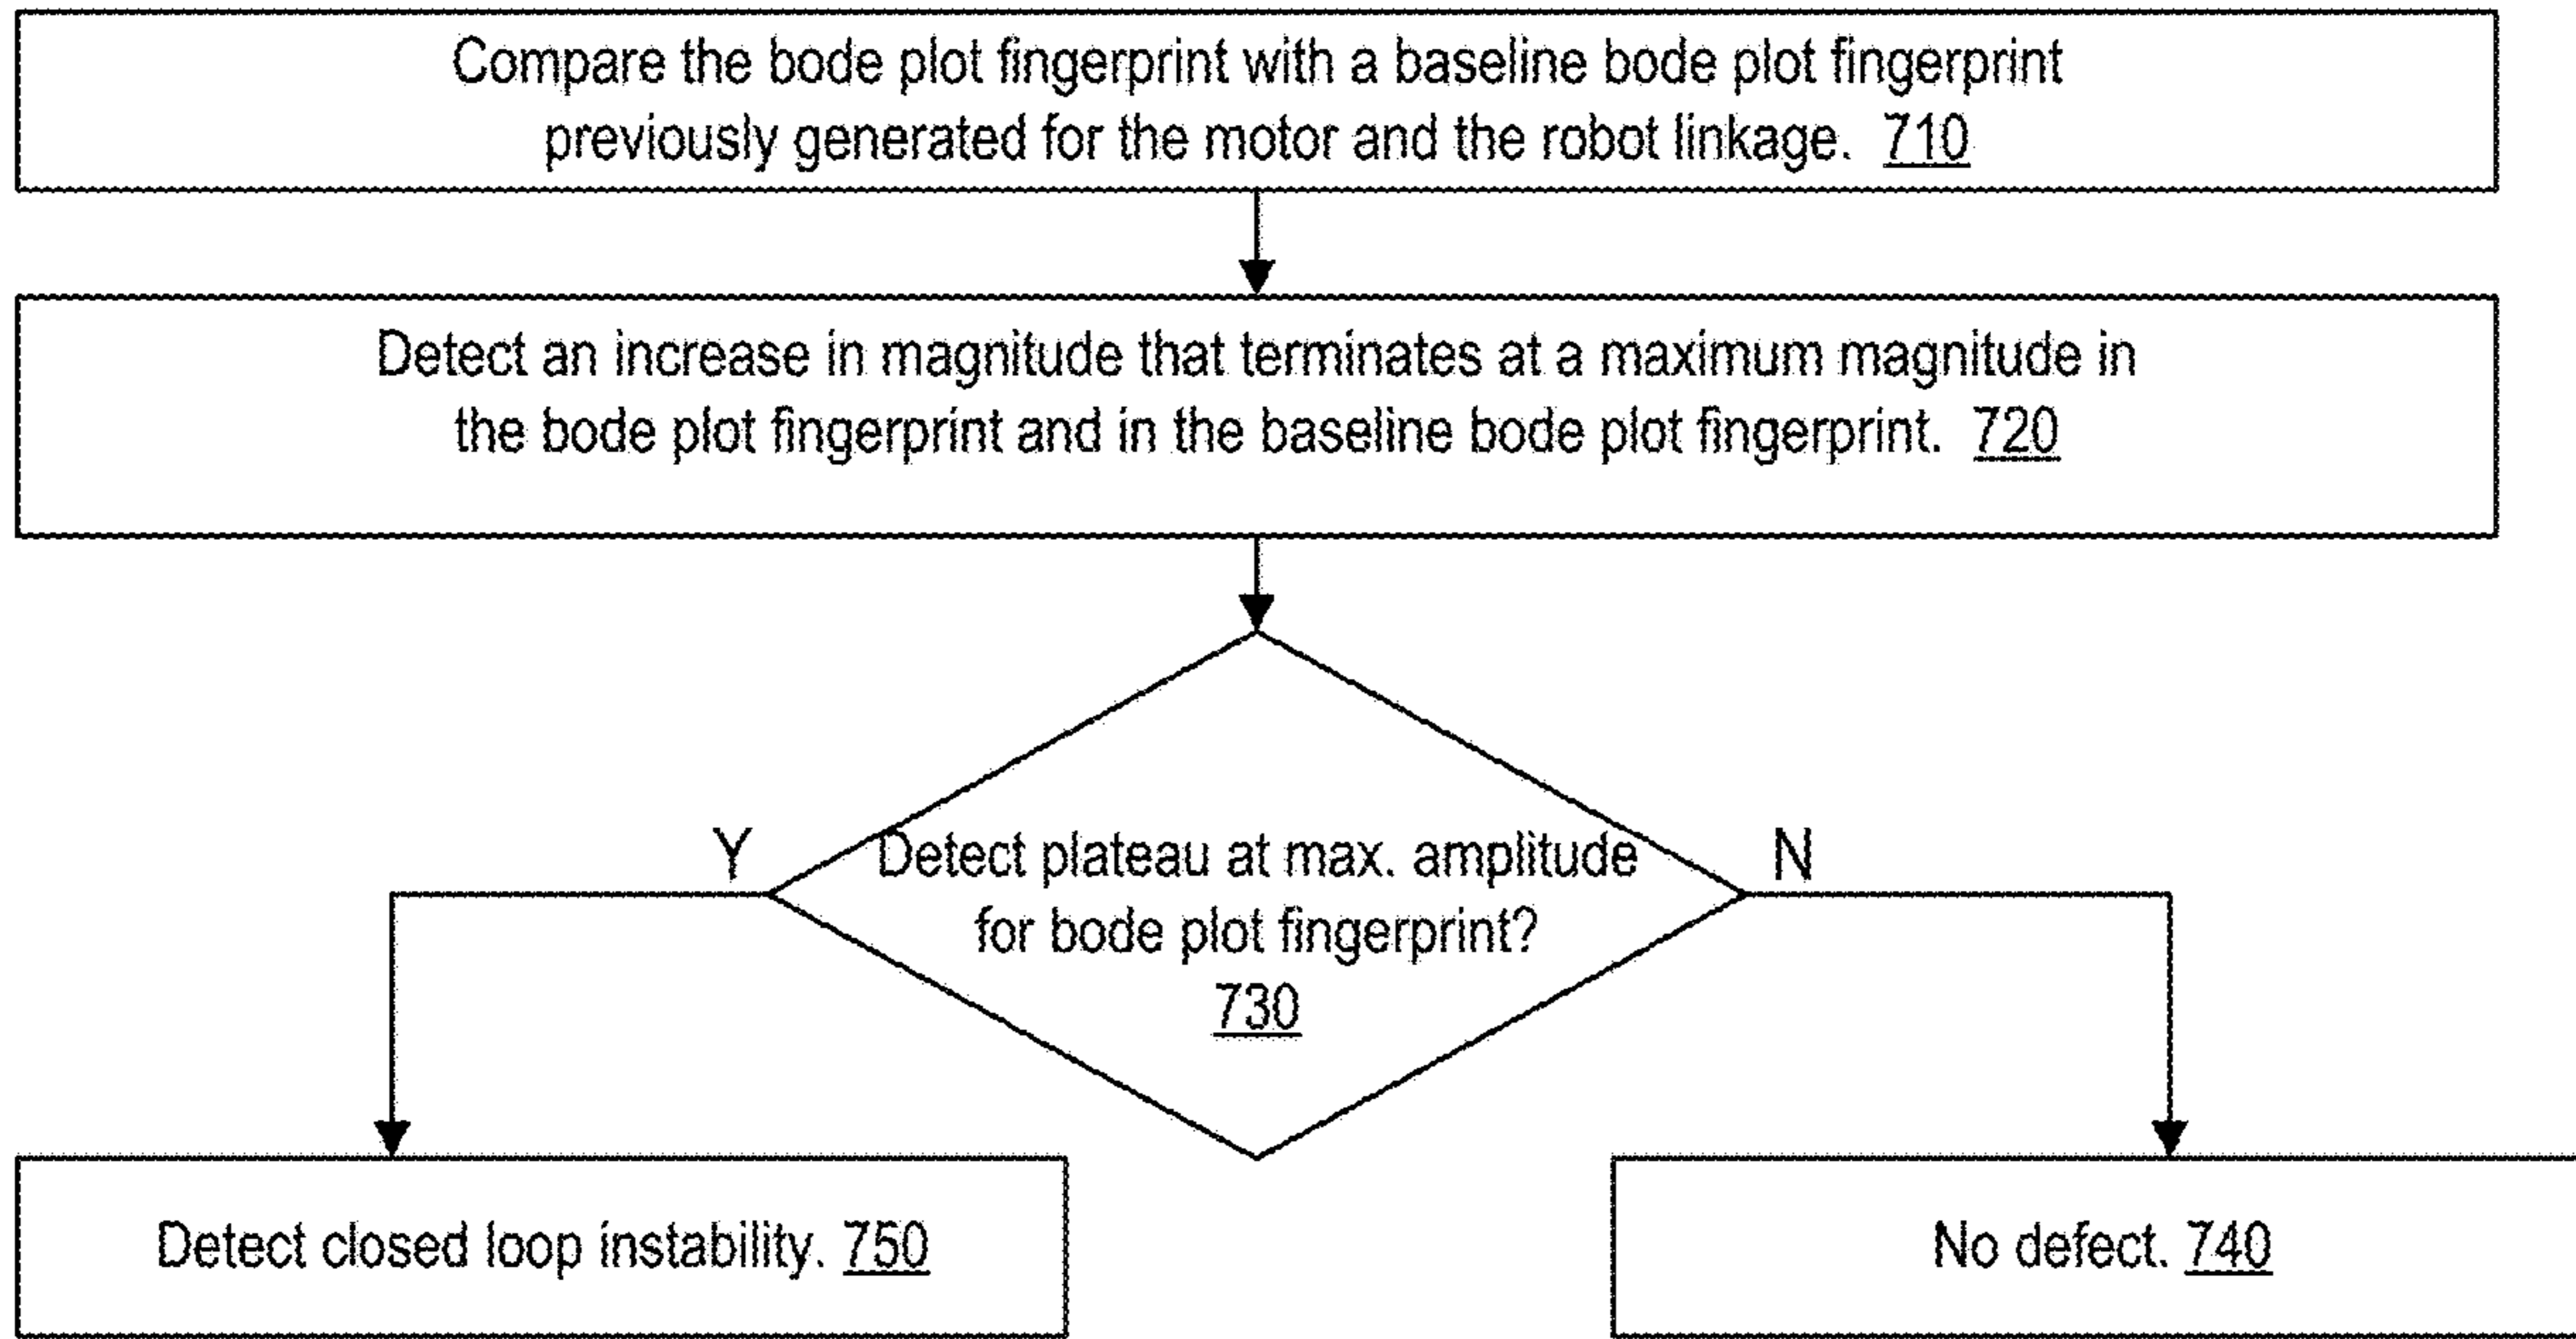 Compare the bode plot fingerprint with a baseline bode plot fingerprint
previously generated for the motor and the robot linkage. 710
Detect an increase in magnitude that terminates at a maximum magnitude in
the bode plot fingerprint and in the baseline bode plot fingerprint. 720
Y
Detect plateau at max. amplitude
N
for bode plot fingerprint?
730
Detect closed loop instability. 750
No defect. 740